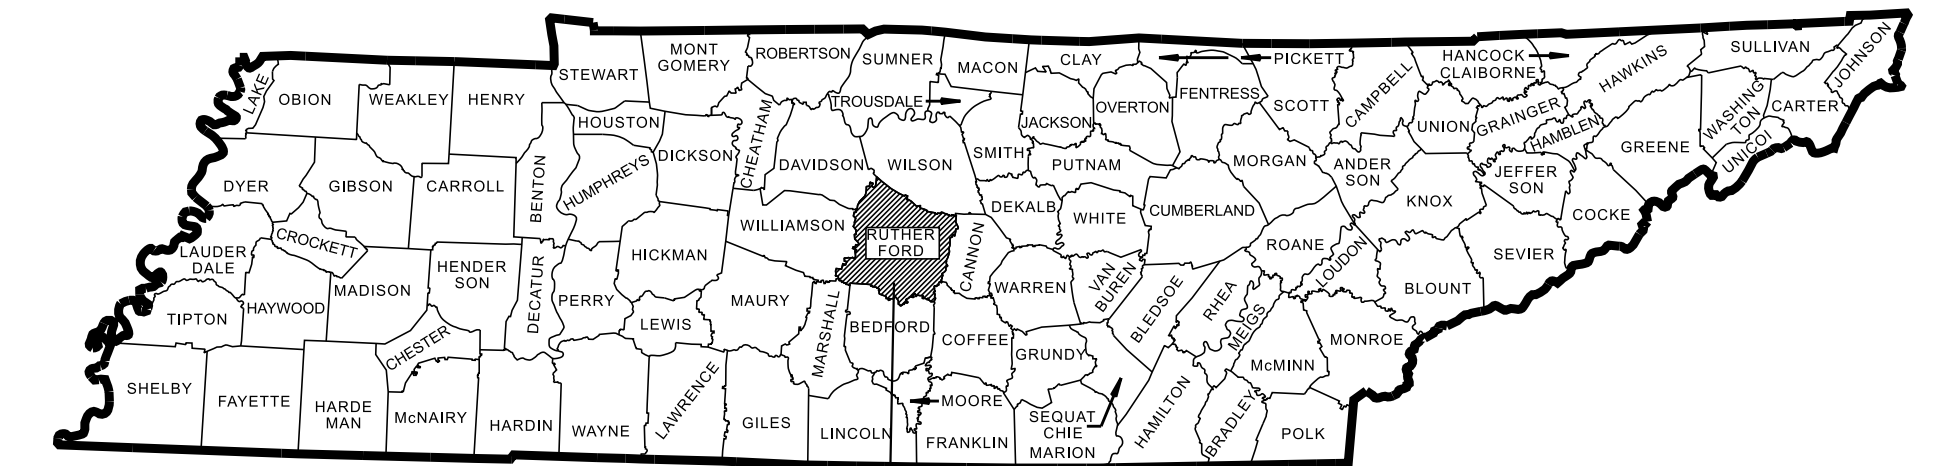 LAKE
OBION
WEAKLEY
HENRY
STEWART
MONT
GOMERY
ROBERTSON
SUMNER
TROUSDALE
MACON
CLAY
PICKETT
HANCOCK
CLAIBORNE
HAWKINS
SULLIVAN
JOHNSON
HOUSTON
DICKSON
CHEATHAM
DAVIDSON
WILSON
SMITH
JACKSON
OVERTON
FENTRESS
SCOTT
CAMPBELL
UNION
GRAINGER
HAMBLEN
GREENE
WASHING
TON
UNICOI
CARTER
DYER
GIBSON
CARROLL
BENTON
HUMPHREYS
WILLIAMSON
RUTHER
FORD
CANNON
DEKALB
PUTNAM
WHITE
CUMBERLAND
MORGAN
ANDER
SON
KNOX
JEFFER
SON
COCKE
LAUDER
DALE
CROCKETT
HAYWOOD
MADISON
HENDER
SON
DECATUR
PERRY
HICKMAN
LEWIS
MAURY
MARSHALL
BEDFORD
COFFEE
WARREN
VAN
BUREN
BLEDSOE
RHEA
MEIGS
ROANE
LOUDON
BLOUNT
SEVIER
TIPTON
SHELBY
FAYETTE
HARDE
MAN
CHESTER
McNAIRY
HARDIN
WAYNE
LAWRENCE
GILES
LINCOLN
MOORE
FRANKLIN
GRUNDY
SEQUAT
CHIE
MARION
HAMILTON
BRADLEY
McMINN
MONROE
POLK